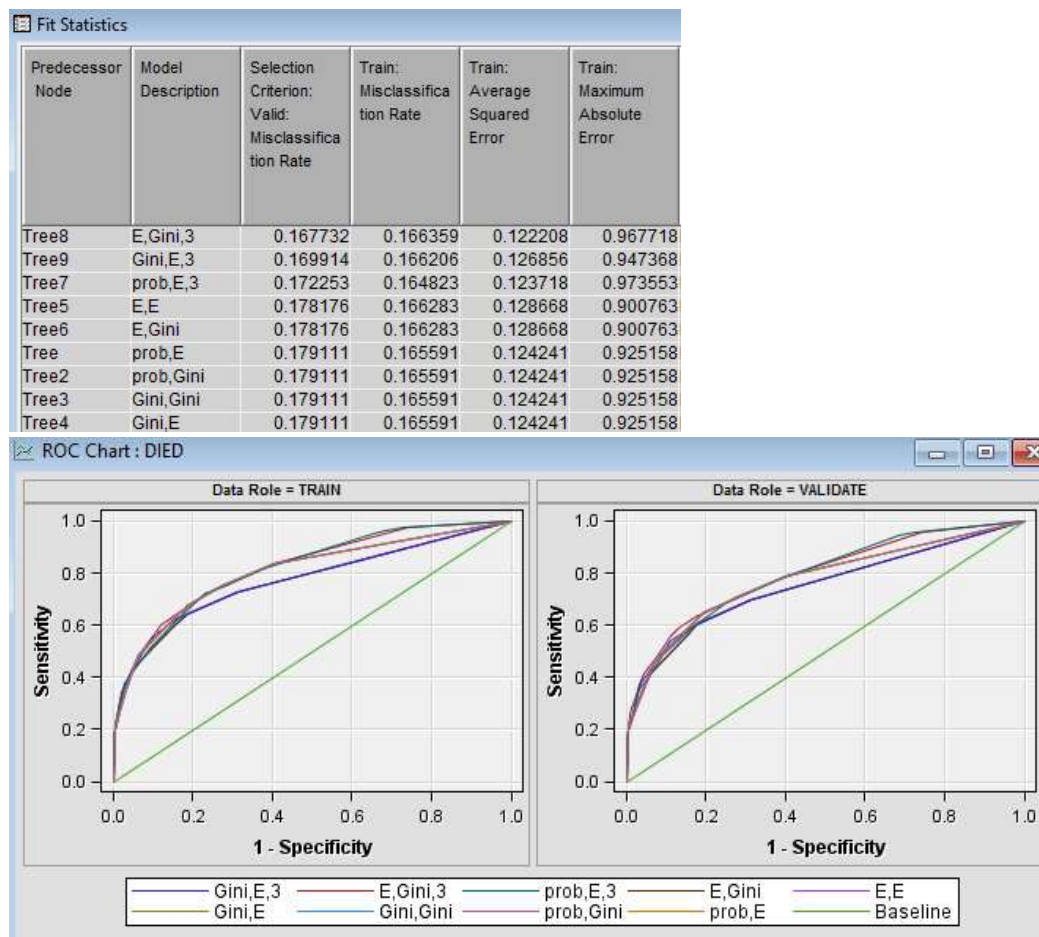 Fit Statistics
Predecessor Node Model Description Selection Criterion: Valid: Misclassifica tion Rate Train: Misclassifica tion Rate Train: Average Squared Error Train: Maximum Absolute Error
Tree8 E,Gini,3 0.167732 0.166359 0.122208 0.967718
Tree9 Gini,E,3 0.169914 0.166206 0.126856 0.947368
Tree7 prob,E,3 0.172253 0.164823 0.123718 0.973553
Tree5 E,E 0.178176 0.166283 0.128668 0.900763
Tree6 E,Gini 0.178176 0.166283 0.128668 0.900763
Tree prob,E 0.179111 0.165591 0.124241 0.925158
Tree2 prob,Gini 0.179111 0.165591 0.124241 0.925158
Tree3 Gini,Gini 0.179111 0.165591 0.124241 0.925158
Tree4 Gini,E 0.179111 0.165591 0.124241 0.925158
ROC Chart : DIED
Data Role = TRAIN
Data Role = VALIDATE
Sensitivity
1.0
0.8
0.6
0.4
0.2
0.0
0.0 0.2 0.4 0.6 0.8 1.0
1 - Specificity
Sensitivity
1.0
0.8
0.6
0.4
0.2
0.0
0.0 0.2 0.4 0.6 0.8 1.0
1 - Specificity
Gini,E,3 E,Gini,3 prob,E,3 E,Gini E,E
Gini,E Gini,Gini prob,Gini prob,E Baseline